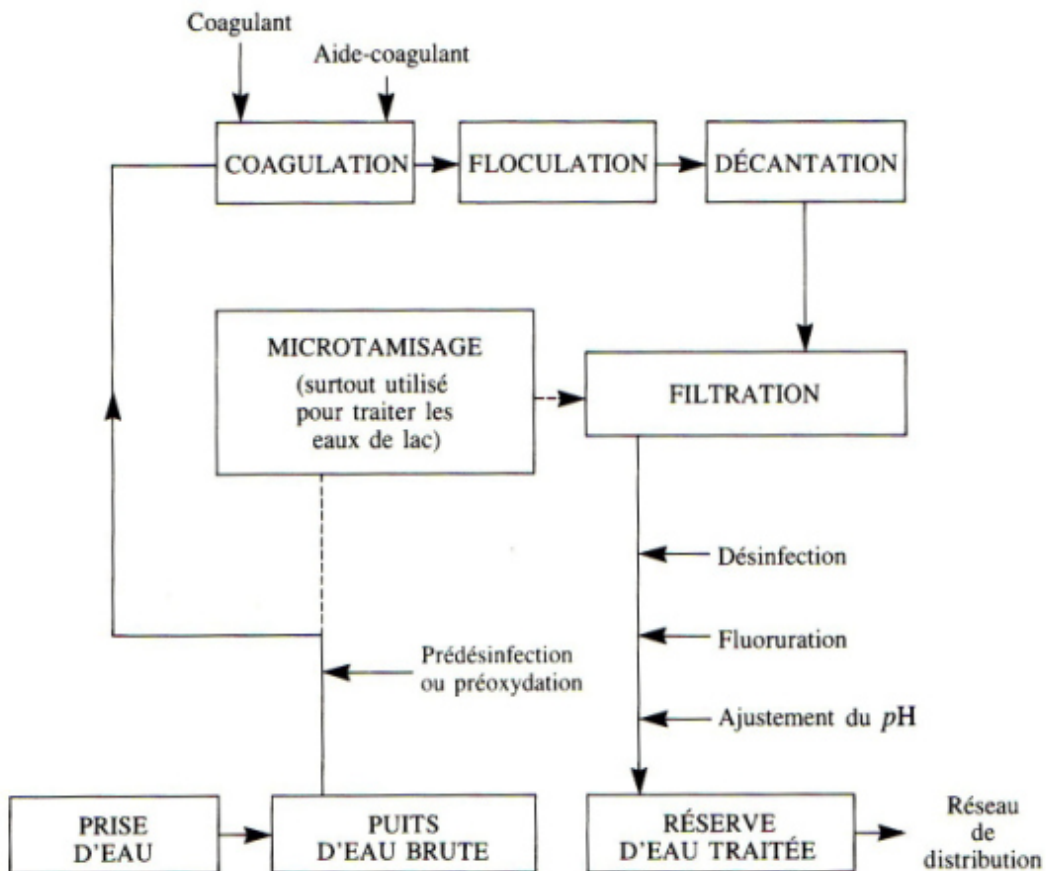 Coagulant
Aide-coagulant
COAGULATION
FLOCULATION
DÉCANTATION
MICROTAMISAGE
(surtout utilisé
pour traiter les
eaux de lac)
FILTRATION
Désinfection
Fluoruration
Prédésinfection
ou préoxydation
Ajustement du pH
PRISE
D'EAU
PUITS
D'EAU BRUTE
RÉSERVE
D'EAU TRAITÉE
Réseau
de
distribution